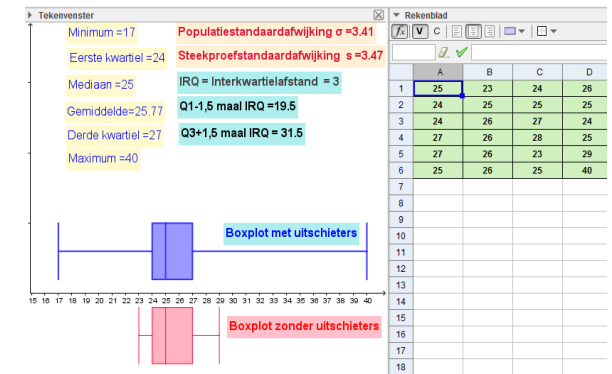 Tekenvenster
Minimum =17
Populatiestandaardafwijking σ=3.41
Eerste kwartiel =24
Steekproefstandaardafwijking s=3.47
Mediaan =25
IRQ = Interkwartielafstand = 3
Gemiddelde=25.77
Q1-1,5 maal IRQ =19.5
Derde kwartiel =27
Q3+1,5 maal IRQ = 31.5
Maximum =40
Boxplot met uitschieters
15 16 17 18 19 20 21 22 23 24 25 26 27 28 29 30 31 32 33 34 35 36 37 38 39 40
Boxplot zonder uitschieters
Rekenblad
fx V C
A B C D
1 25 23 24 26
2 24 25 25 25
3 24 26 27 24
4 27 26 28 25
5 27 26 23 29
6 25 26 25 40
7
8
9
10
11
12
13
14
15
16
17
18